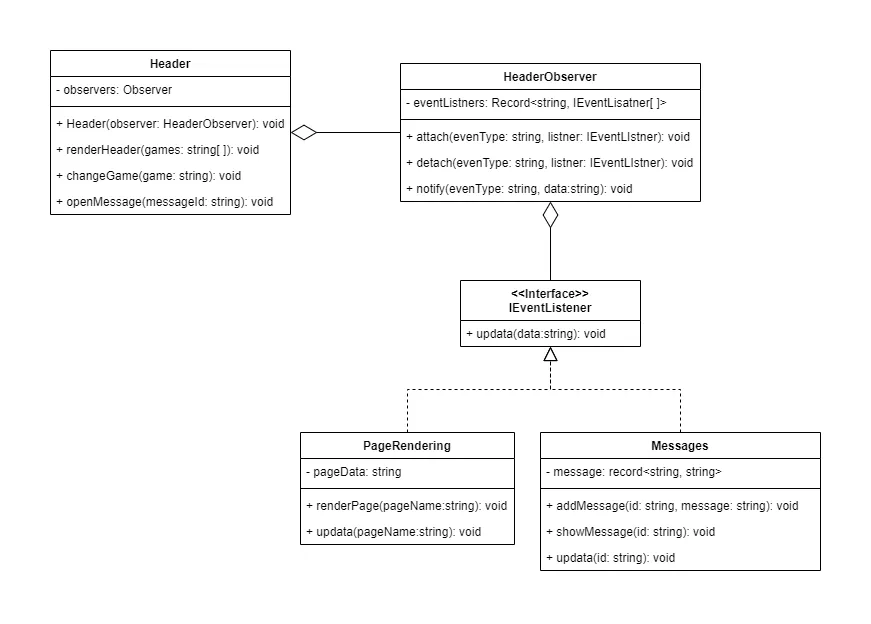 Header
- observers: Observer
+ Header(observer: HeaderObserver): void
+ renderHeader(games: string[ ]): void
+ changeGame(game: string): void
+ openMessage(messageId: string): void
HeaderObserver
- eventListners: Record<string, IEventLisatner[ ]>
+ attach(evenType: string, listner: IEventLIstner): void
+ detach(evenType: string, listner: IEventLIstner): void
+ notify(evenType: string, data:string): void
<<Interface>>
IEventListener
+ updata(data:string): void
PageRendering
- pageData: string
+ renderPage(pageName:string): void
+ updata(pageName:string): void
Messages
- message: record<string, string>
+ addMessage(id: string, message: string): void
+ showMessage(id: string): void
+ updata(id: string): void